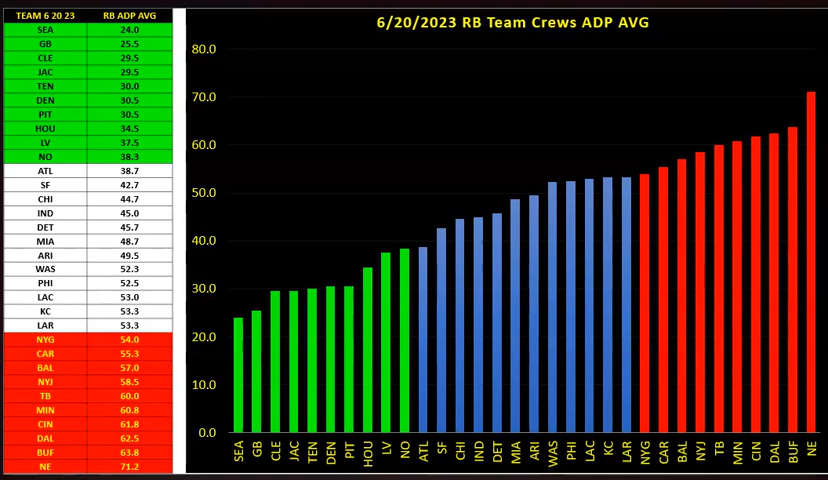 TEAM 6 20 23 RB ADP AVG
SEA 24.0
GB 25.5
CLE 29.5
JAC 29.5
TEN 30.0
DEN 30.5
PIT 30.5
HOU 34.5
LV 37.5
NO 38.3
ATL 38.7
SF 42.7
CHI 44.7
IND 45.0
DET 45.7
MIA 48.7
ARI 49.5
WAS 52.3
PHI 52.5
LAC 53.0
KC 53.3
LAR 53.3
NYG 54.0
CAR 55.3
BAL 57.0
NYJ 58.5
TB 60.0
MIN 60.8
CIN 61.8
DAL 62.5
BUF 63.8
NE 71.2
6/20/2023 RB Team Crews ADP AVG
80.0
70.0
60.0
50.0
40.0
30.0
20.0
10.0
0.0
SEA GB CLE JAC TEN DEN PIT HOU LV NO ATL SF CHI IND DET MIA ARI WAS PHI LAC KC LAR NYG CAR BAL NYJ TB MIN CIN DAL BUF NE